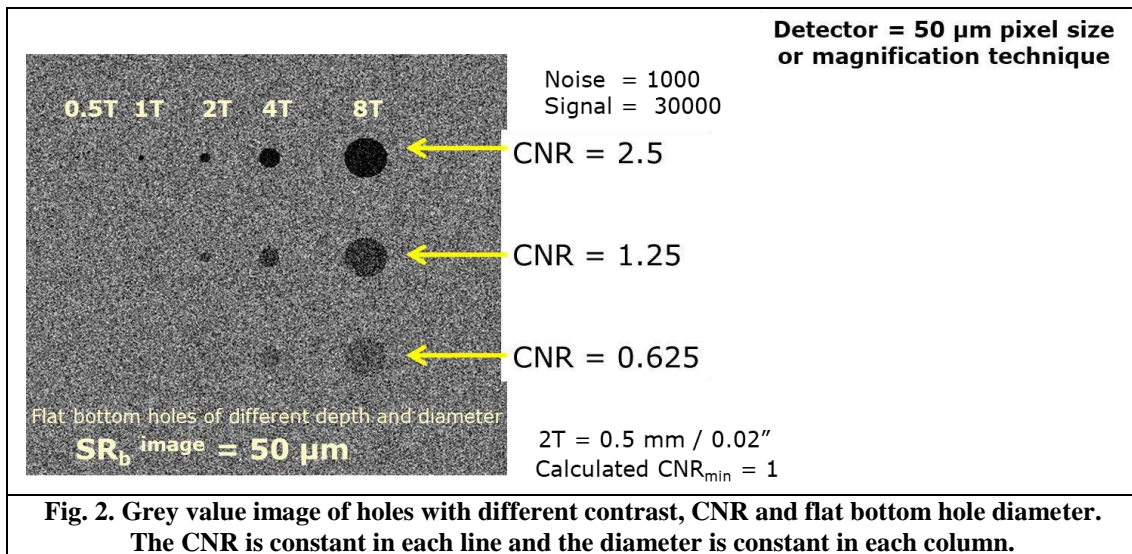 Detector = 50 µm pixel size
or magnification technique
Noise = 1000
Signal = 30000
0.5T 1T 2T 4T 8T
CNR = 2.5
CNR = 1.25
CNR = 0.625
Flat bottom holes of different depth and diameter
SRb image = 50 µm
2T = 0.5 mm / 0.02″
Calculated CNRmin = 1
Fig. 2. Grey value image of holes with different contrast, CNR and flat bottom hole diameter.
The CNR is constant in each line and the diameter is constant in each column.